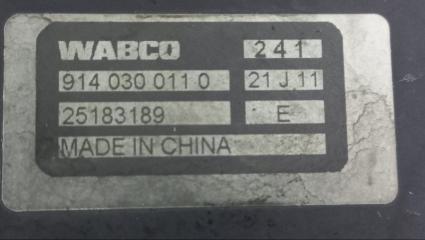 WABCO 241
914 030 011 0 21 J 11
25183189 E
MADE IN CHINA